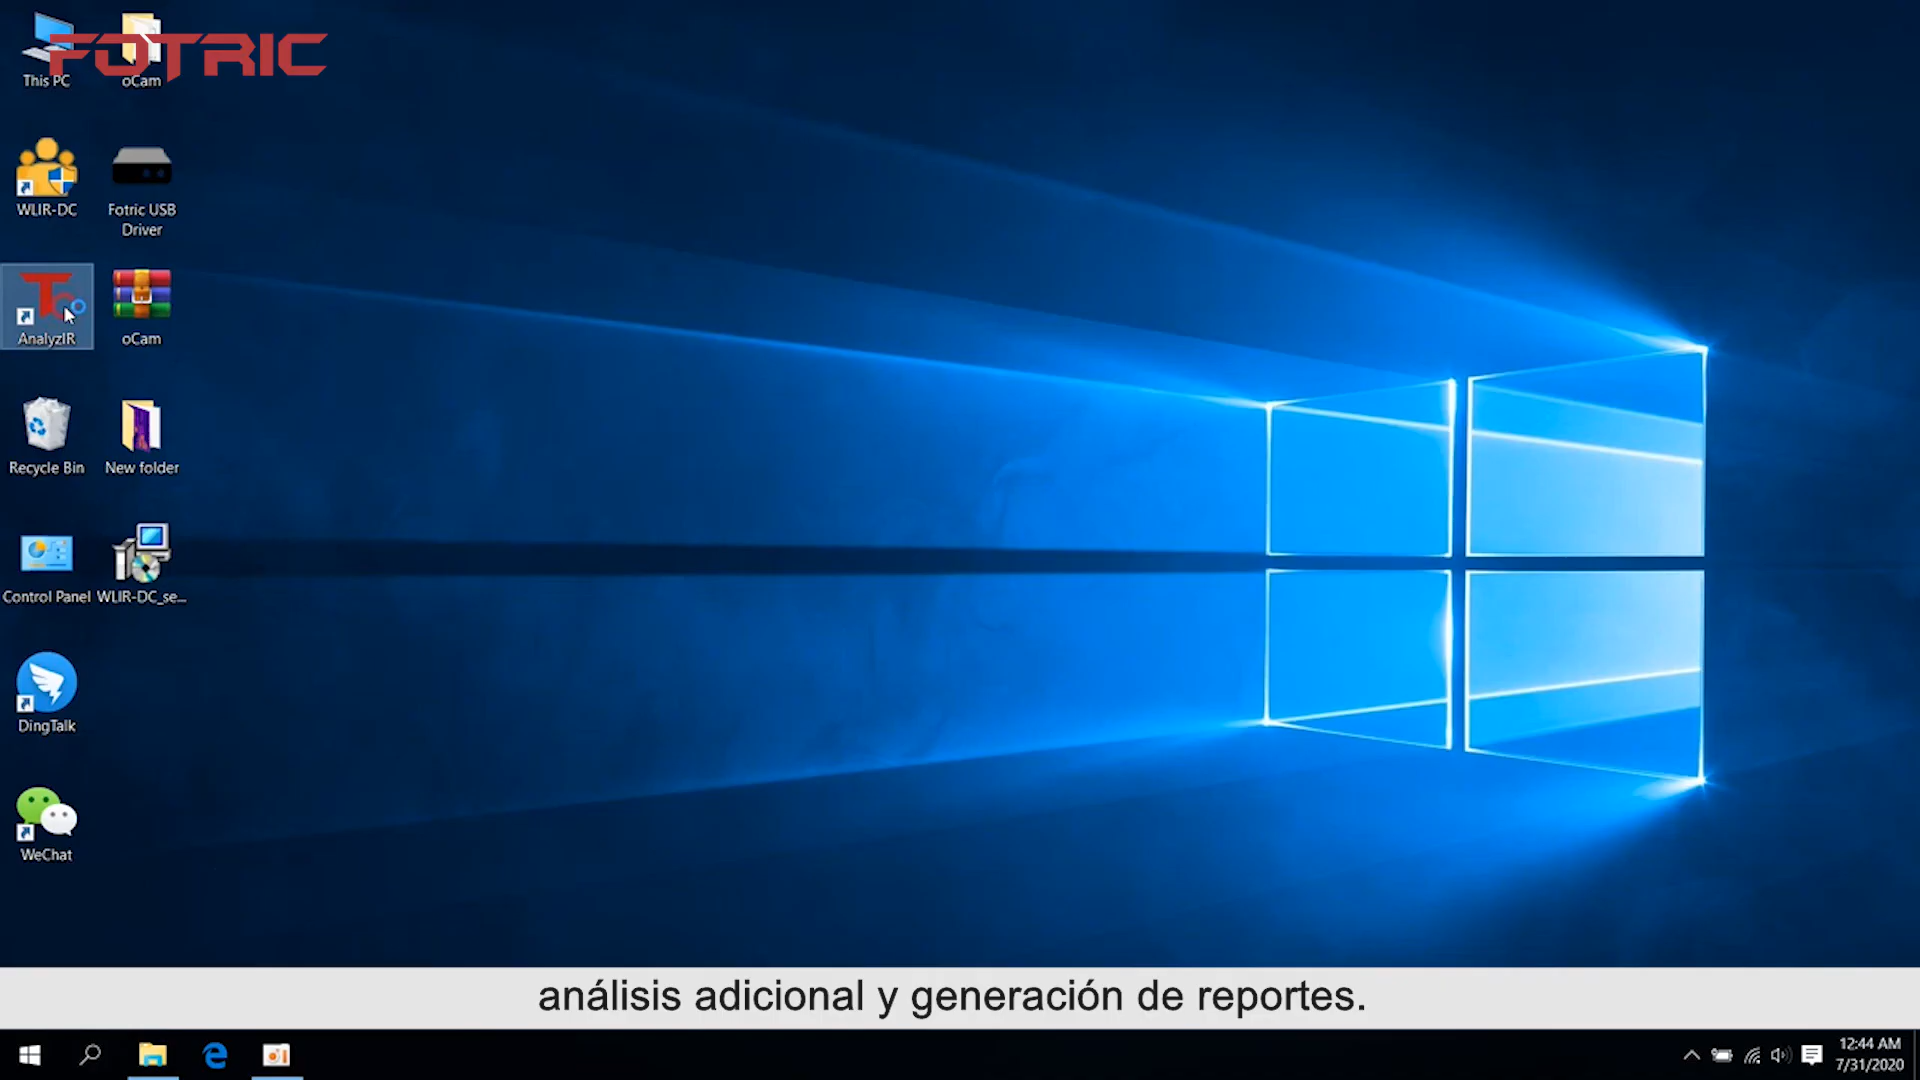 FOTRIC
This PC
oCam
WLIR-DC
Fotric USB
Driver
AnalyzIR
oCam
Recycle Bin
New folder
Control Panel
WLIR-DC_se...
DingTalk
WeChat
análisis adicional y generación de reportes.
12:44 AM
7/31/2020